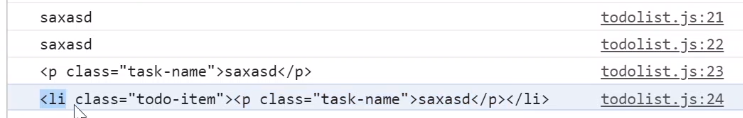 saxasd todolist.js:21
saxasd todolist.js:22
<p class="task-name">saxasd</p> todolist.js:23
<li class="todo-item"><p class="task-name">saxasd</p></li> todolist.js:24